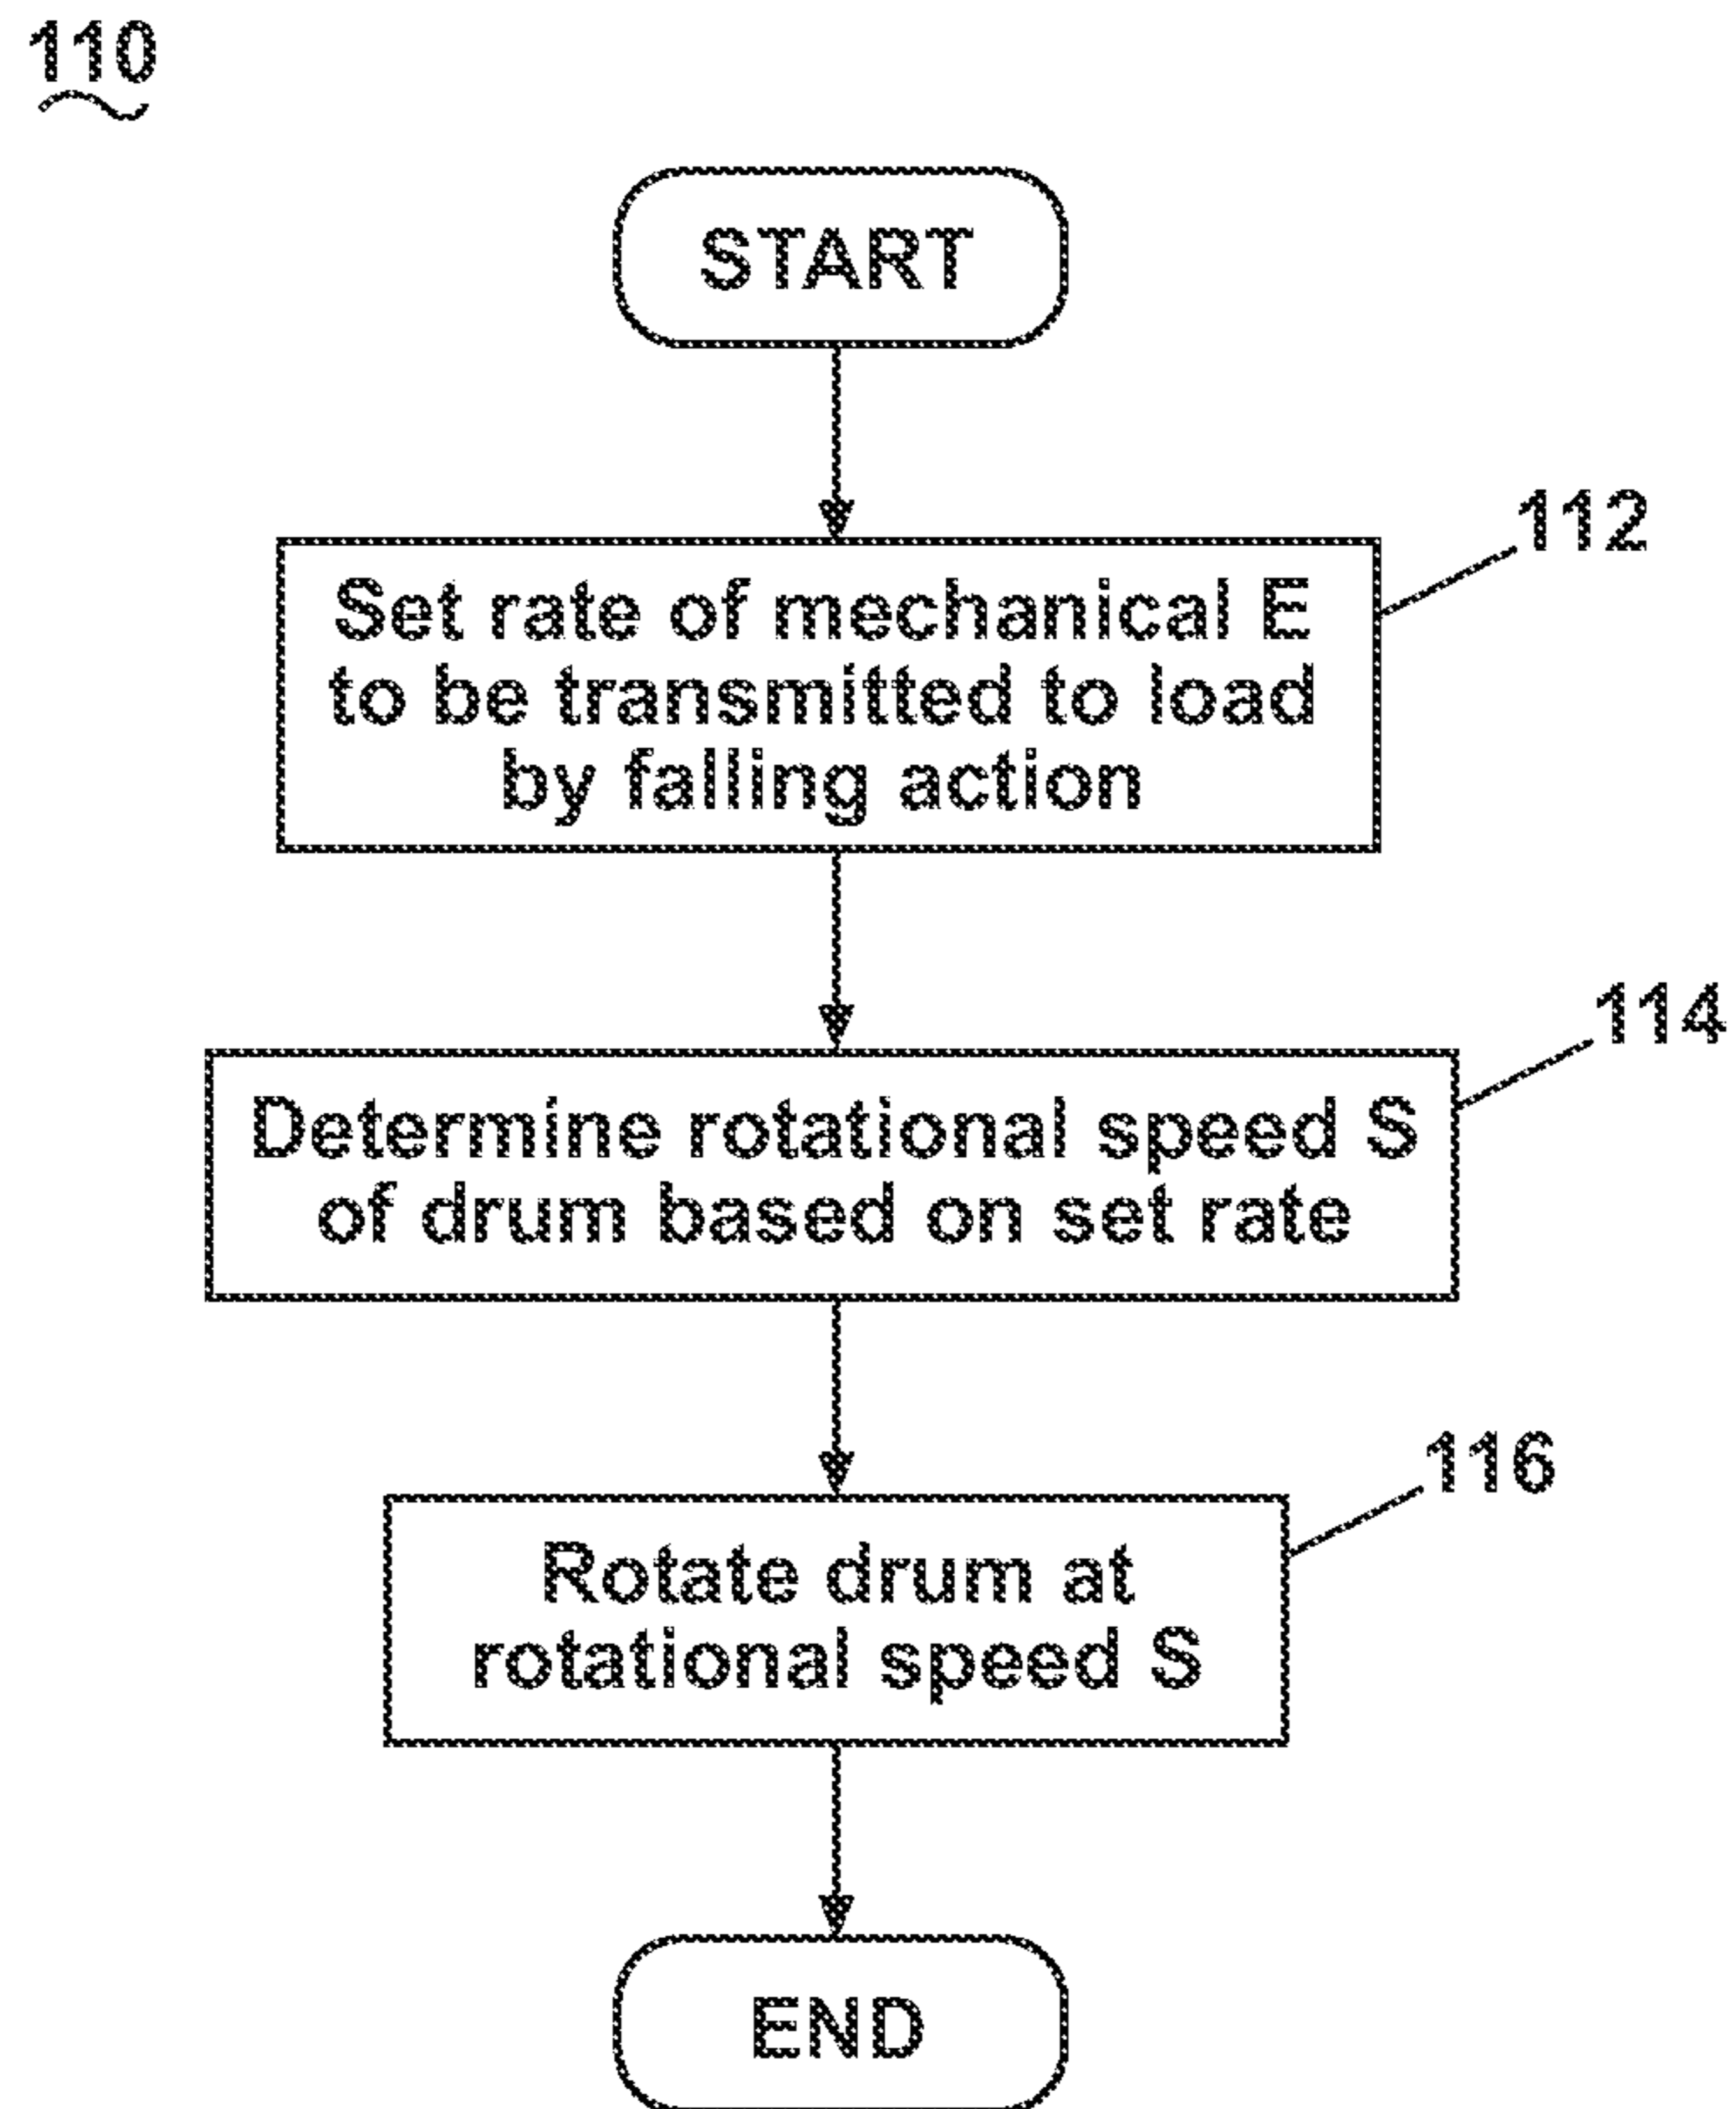 110
START
112
Set rate of mechanical E
to be transmitted to load
by falling action
114
Determine rotational speed S
of drum based on set rate
116
Rotate drum at
rotational speed S
END